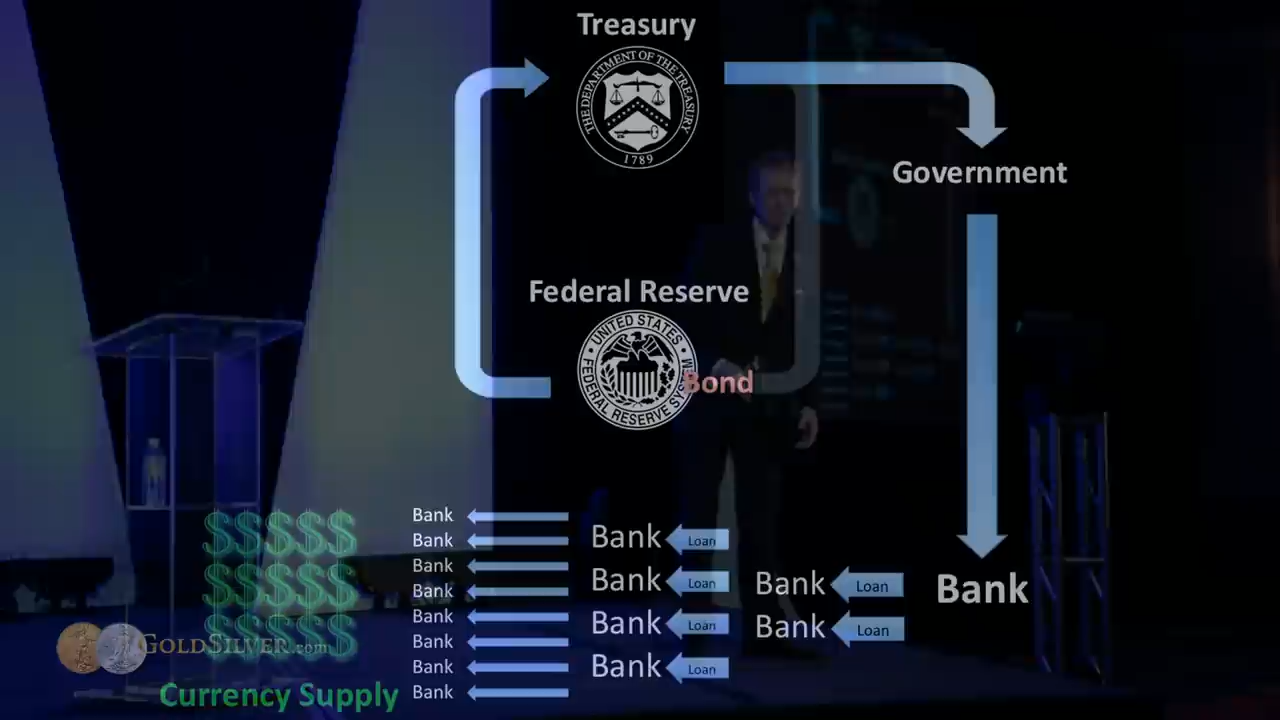 Treasury
THE DEPARTMENT OF THE TREASURY
1789
Government
Federal Reserve
UNITED STATES
FEDERAL RESERVE SYSTEM
Bond
Bank
Bank
Bank
Bank
Bank
Bank
Bank
Bank
Bank Loan
Bank Loan
Bank Loan
Bank Loan
Bank Loan
Bank Loan
Bank
$$$$$
$$$$$
$$$$$
GOLDSILVER.com
Currency Supply